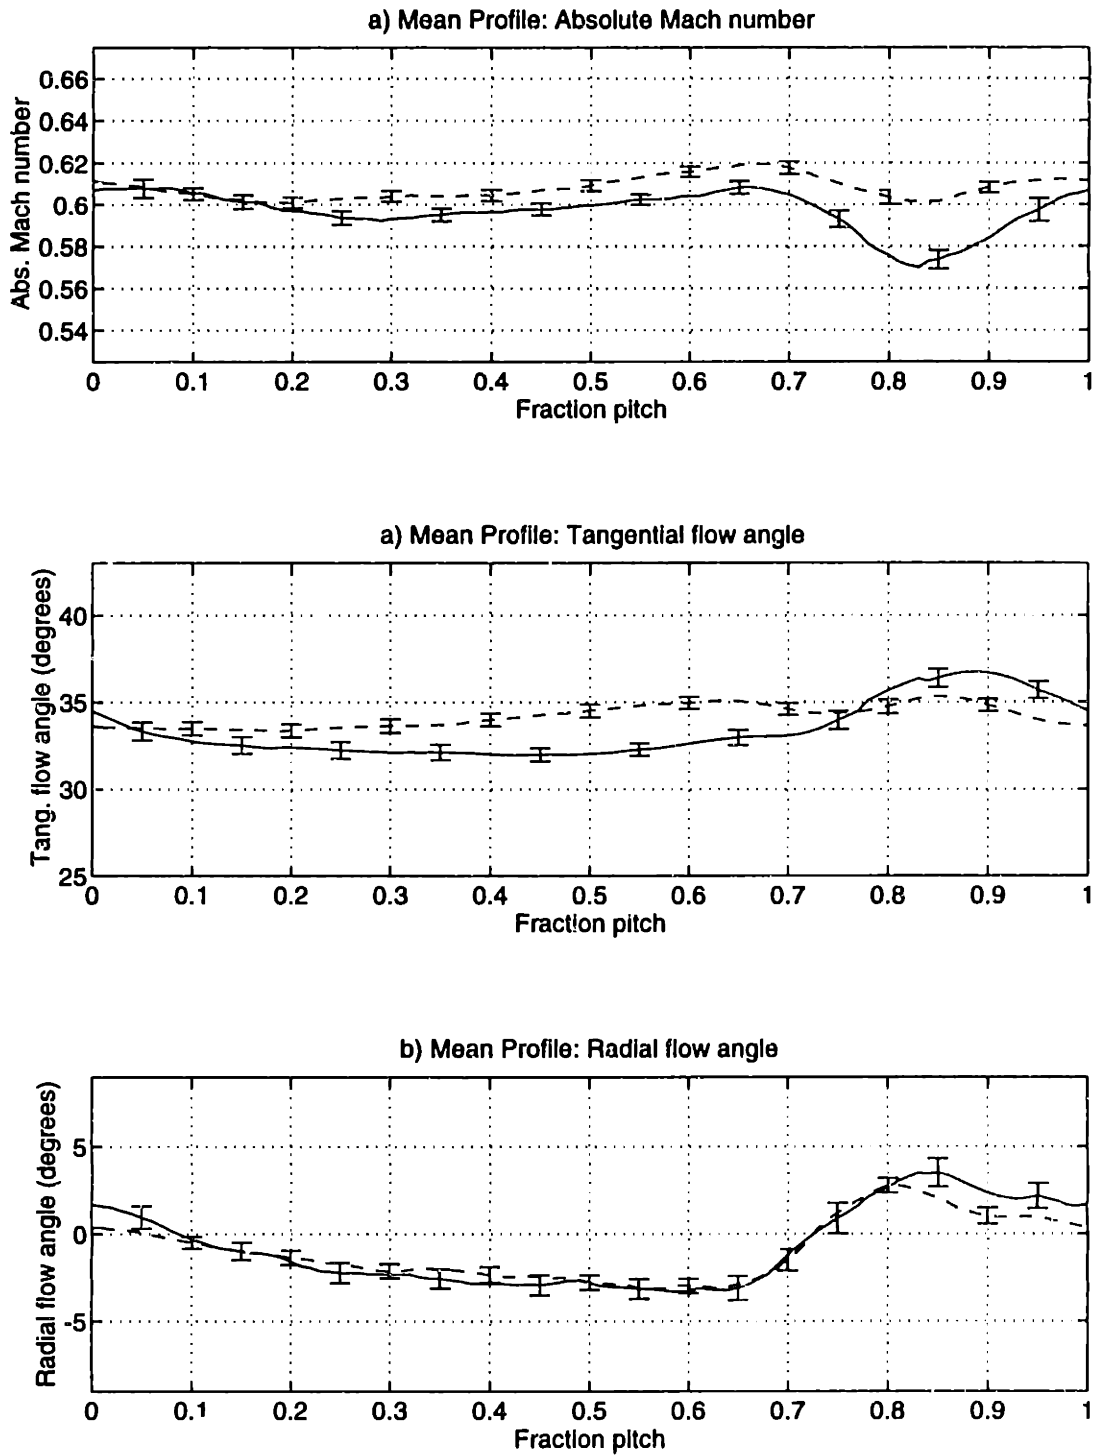 a) Mean Profile: Absolute Mach number
Abs. Mach number
0.66
0.64
0.62
0.6
0.58
0.56
0.54
0 0.1 0.2 0.3 0.4 0.5 0.6 0.7 0.8 0.9 1
Fraction pitch
a) Mean Profile: Tangential flow angle
Tang. flow angle (degrees)
40
35
30
25
0 0.1 0.2 0.3 0.4 0.5 0.6 0.7 0.8 0.9 1
Fraction pitch
b) Mean Profile: Radial flow angle
Radial flow angle (degrees)
5
0
-5
0 0.1 0.2 0.3 0.4 0.5 0.6 0.7 0.8 0.9 1
Fraction pitch